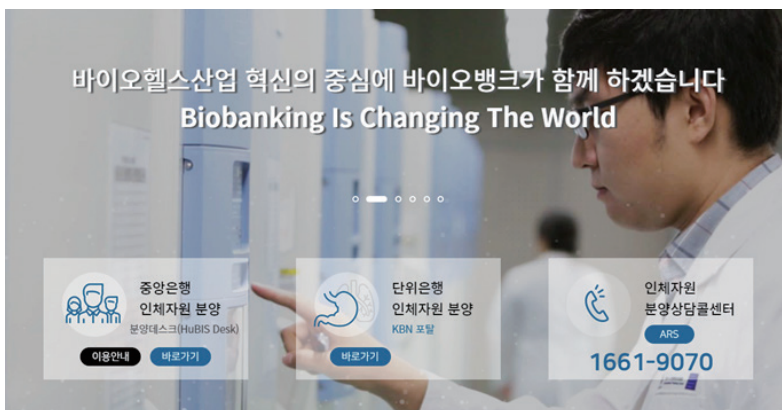 바이오헬스산업 혁신의 중심에 바이오뱅크가 함께 하겠습니다
Biobanking Is Changing The World
중앙은행
인체자원 분양
분양데스크(HuBIS Desk)
이용안내 바로가기
단위은행
인체자원 분양
KBN 포탈
바로가기
인체자원
분양상담콜센터
ARS
1661-9070